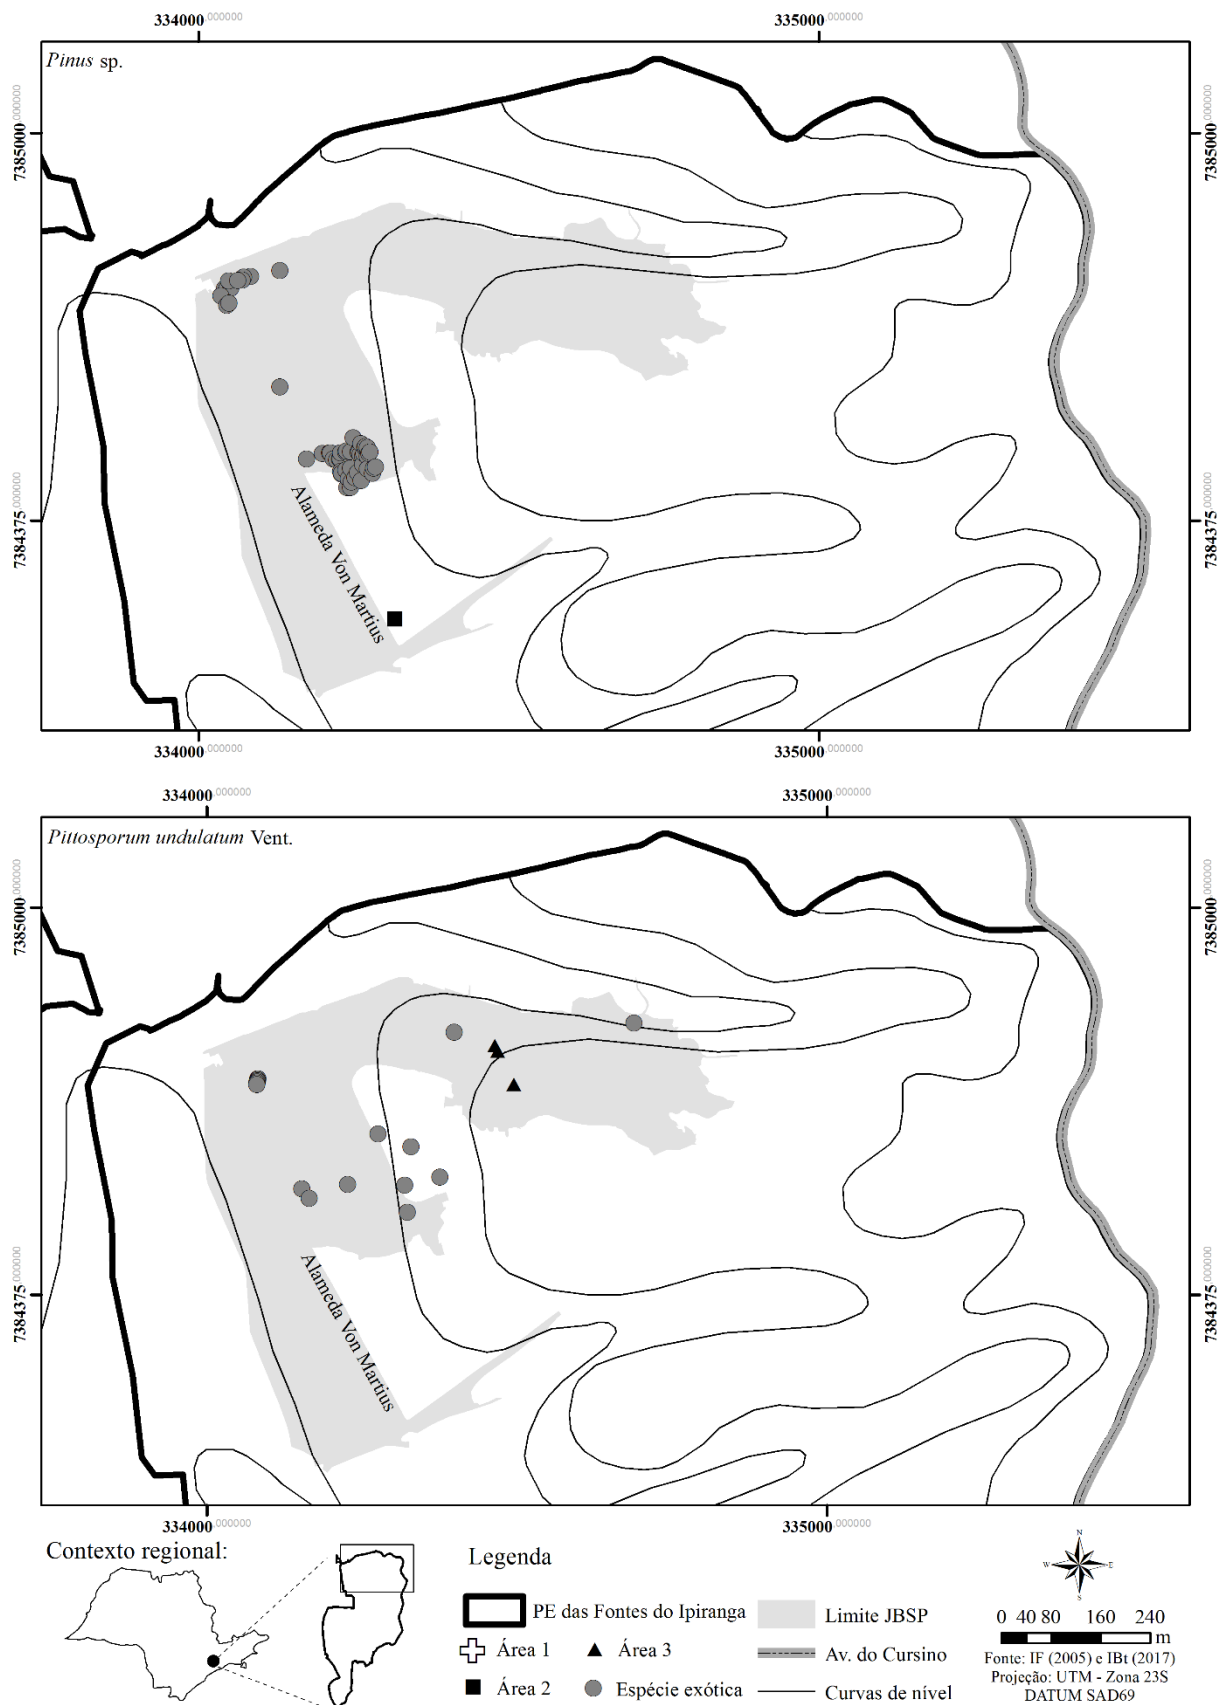 334000,000000 335000,000000
Pinus sp.
7385000,000000 7385000,000000
7384375,000000 7384375,000000
Alameda Von Martius
334000,000000 335000,000000
334000,000000 335000,000000
Pittosporum undulatum Vent.
7385000,000000 7385000,000000
7384375,000000 7384375,000000
Alameda Von Martius
334000,000000 335000,000000
Contexto regional:
Legenda
PE das Fontes do Ipiranga
Limite JBSP
Área 1
Área 3
Av. do Cursino
Área 2
Espécie exótica
Curvas de nível
N
W E
S
0 40 80 160 240
m
Fonte: IF (2005) e IBt (2017)
Projeção: UTM - Zona 23S
DATUM SAD69